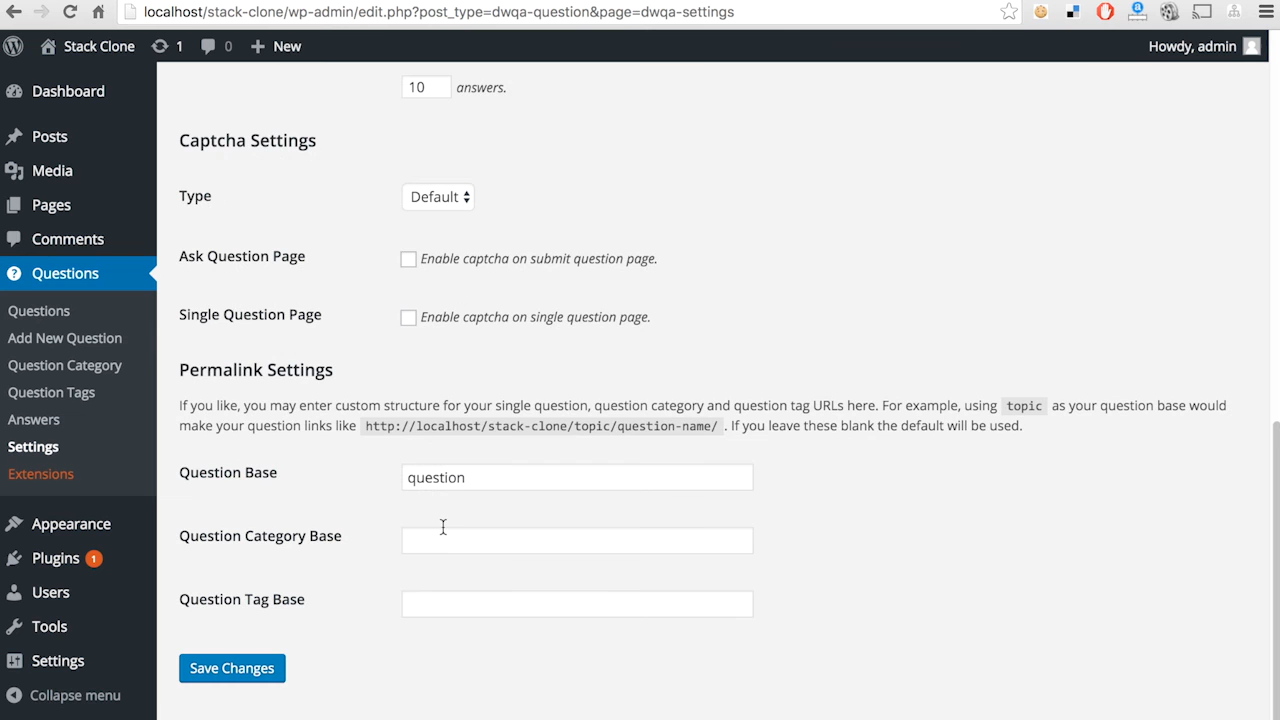 localhost/stack-clone/wp-admin/edit.php?post_type=dwqa-question&page=dwqa-settings
Stack Clone 1 0 New Howdy, admin
Dashboard
Posts
Media
Pages
Comments
Questions
Questions
Add New Question
Question Category
Question Tags
Answers
Settings
Extensions
Appearance
Plugins 1
Users
Tools
Settings
Collapse menu
10 answers.
Captcha Settings
Type Default
Ask Question Page Enable captcha on submit question page.
Single Question Page Enable captcha on single question page.
Permalink Settings
If you like, you may enter custom structure for your single question, question category and question tag URLs here. For example, using topic as your question base would
make your question links like http://localhost/stack-clone/topic/question-name/ . If you leave these blank the default will be used.
Question Base question
Question Category Base
Question Tag Base
Save Changes